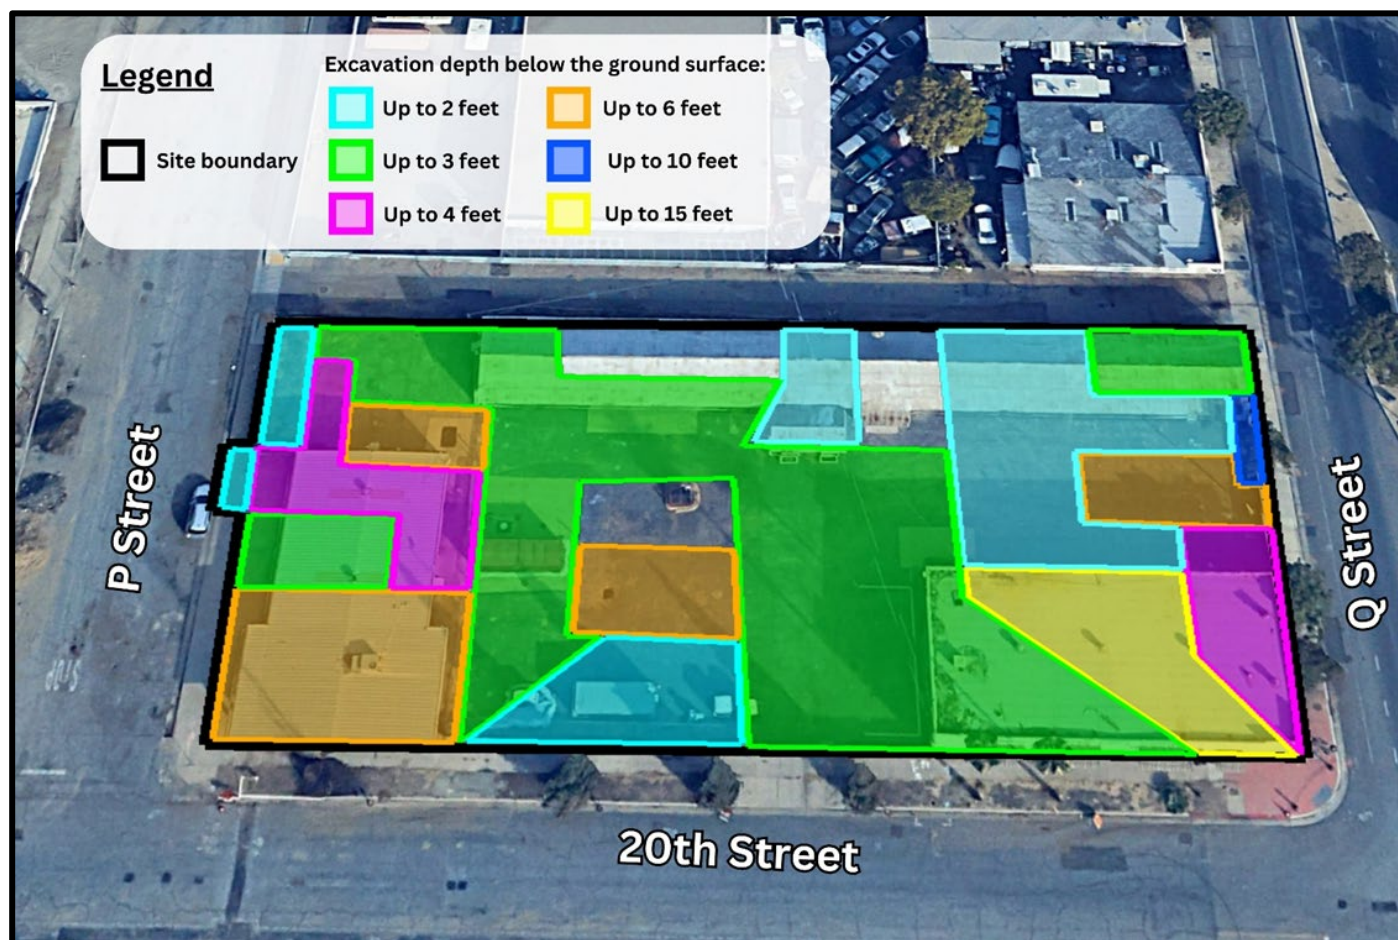 Legend
Site boundary
Excavation depth below the ground surface:
Up to 2 feet
Up to 3 feet
Up to 4 feet
Up to 6 feet
Up to 10 feet
Up to 15 feet
P Street
Q Street
20th Street